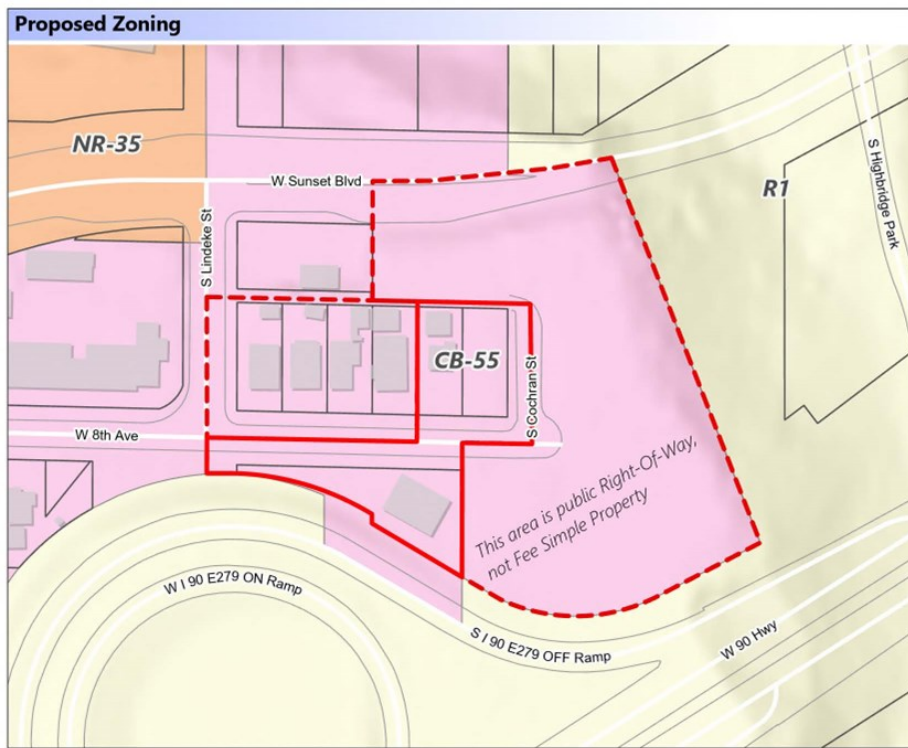 Proposed Zoning
NR-35
W Sunset Blvd
R1
S Highbridge Park
S Lindeke St
CB-55
S Cochran St
W 8th Ave
This area is public Right-Of-Way,
not Fee Simple Property
W I 90 E279 ON Ramp
S I 90 E279 OFF Ramp
W 90 Hwy